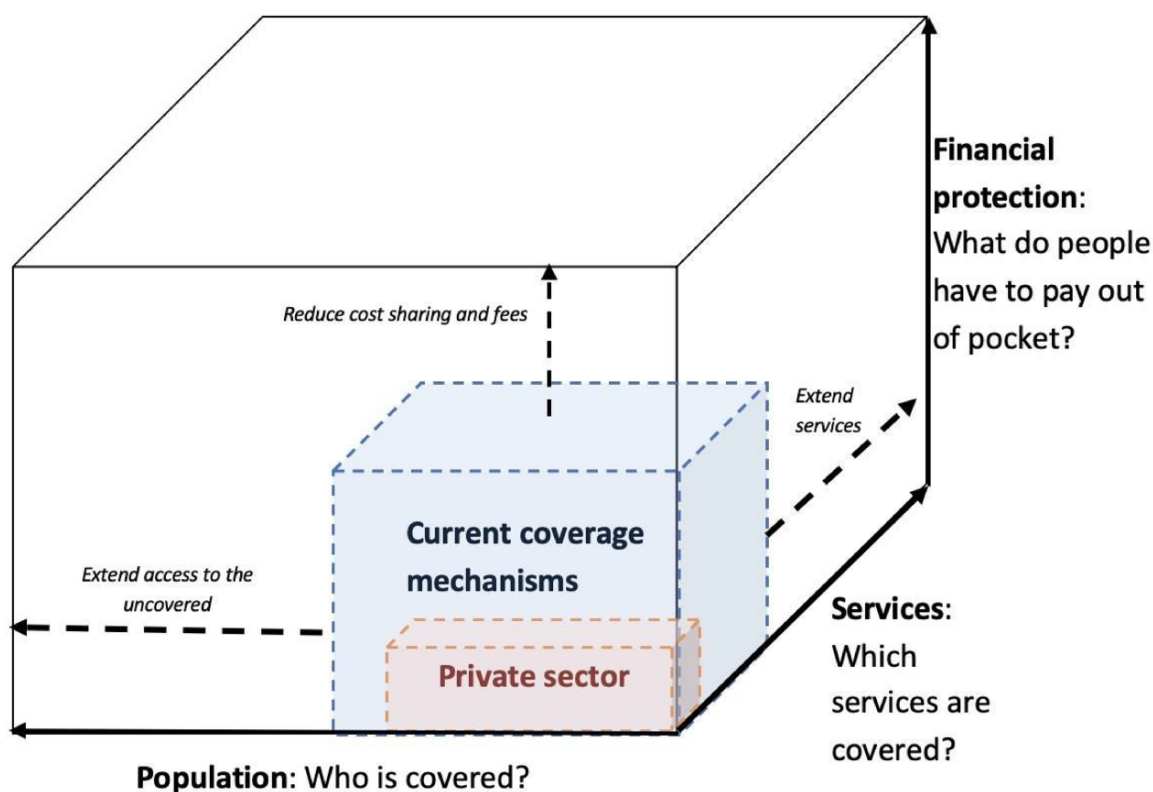 Financial
protection:
What do people
have to pay out
of pocket?
Reduce cost sharing and fees
Extend
services
Current coverage
mechanisms
Extend access to the
uncovered
Private sector
Services:
Which
services are
covered?
Population: Who is covered?